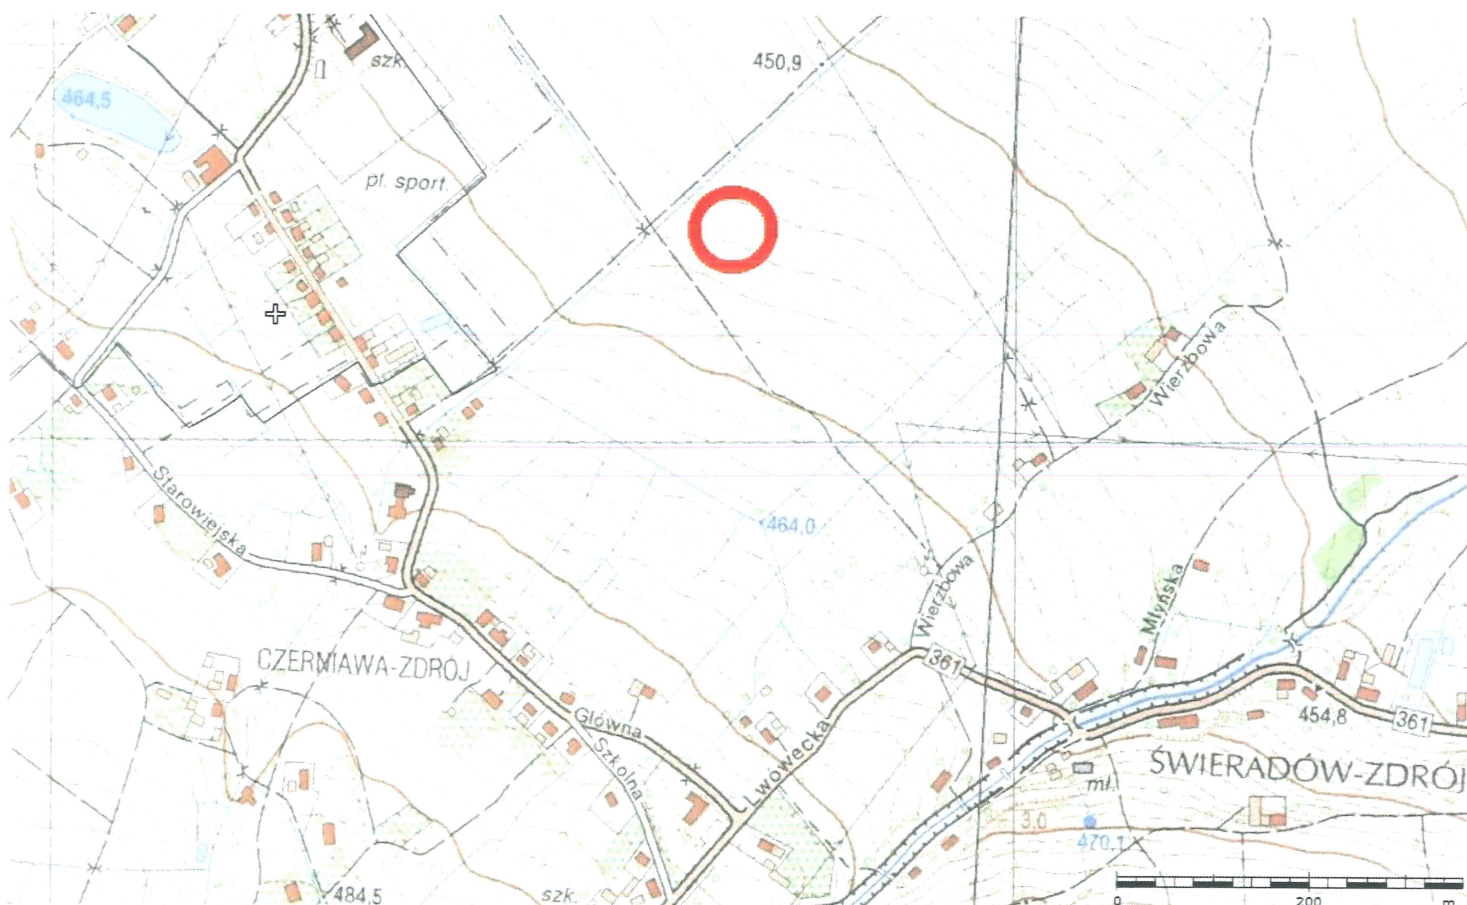 szk.
450,9
464,5
pl. sport.
Wierzbowa
Starowiejska
464,0
Wierzbowa
Młyńska
CZERNIAWA-ZDRÓJ
361
Główna
Szkolna
Lwowecka
454,8
361
ŚWIERADÓW-ZDRÓJ
mł.
3.0
470,1
484,5
szk.
0
200
m